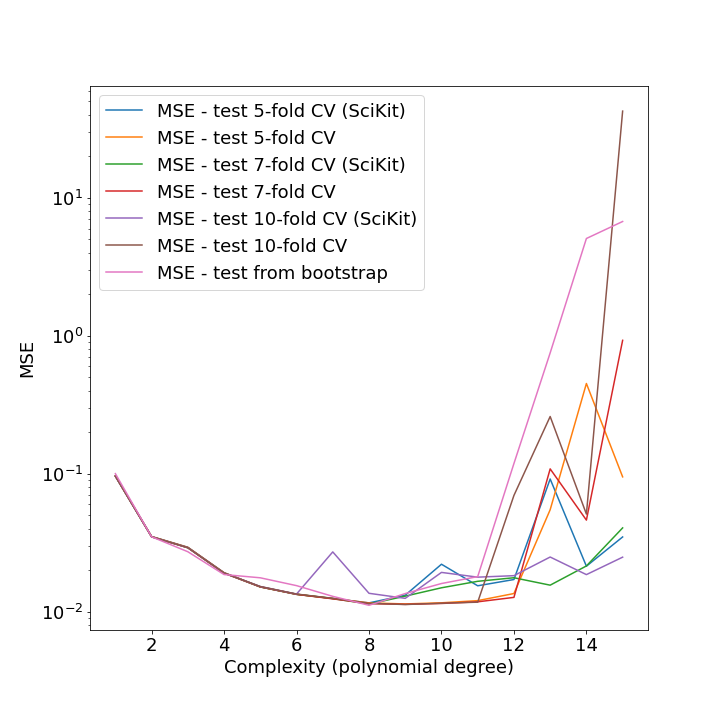 MSE - test 5-fold CV (SciKit)
MSE - test 5-fold CV
MSE - test 7-fold CV (SciKit)
MSE - test 7-fold CV
MSE - test 10-fold CV (SciKit)
MSE - test 10-fold CV
MSE - test from bootstrap
10¹
10⁰
10⁻¹
10⁻²
MSE
2 4 6 8 10 12 14
Complexity (polynomial degree)